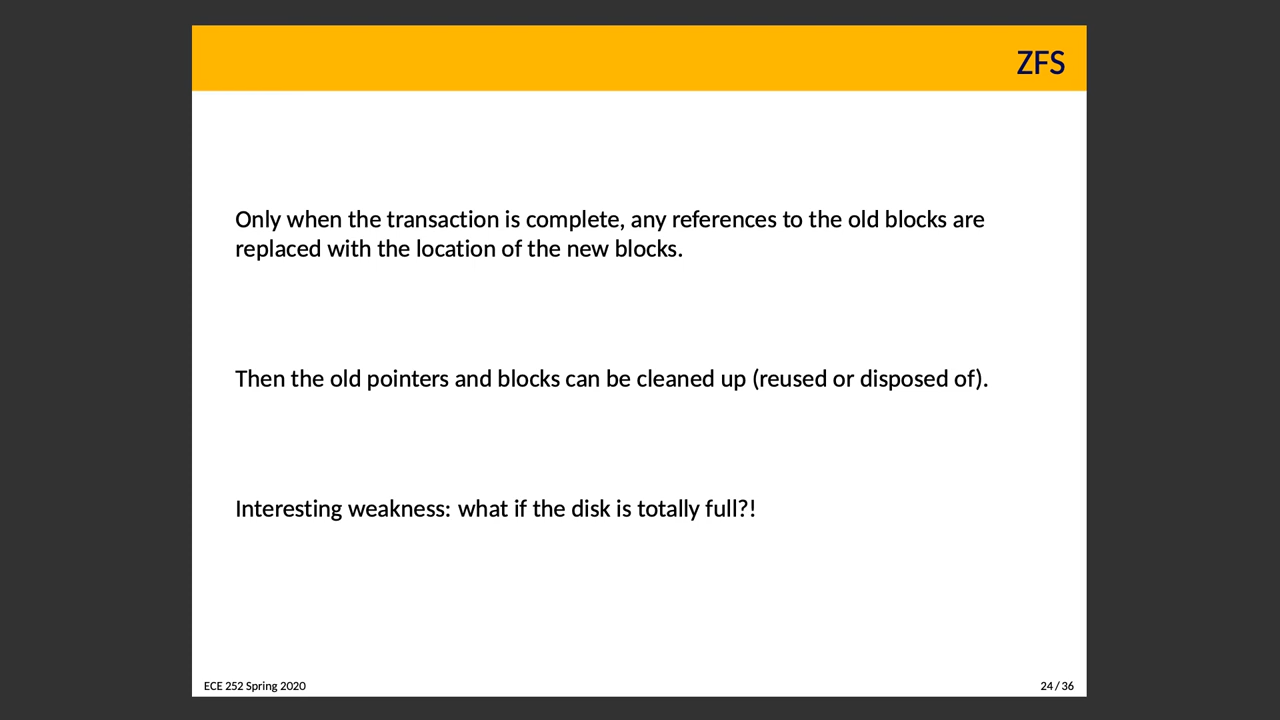 ZFS
Only when the transaction is complete, any references to the old blocks are
replaced with the location of the new blocks.
Then the old pointers and blocks can be cleaned up (reused or disposed of).
Interesting weakness: what if the disk is totally full?!
ECE 252 Spring 2020
24 / 36